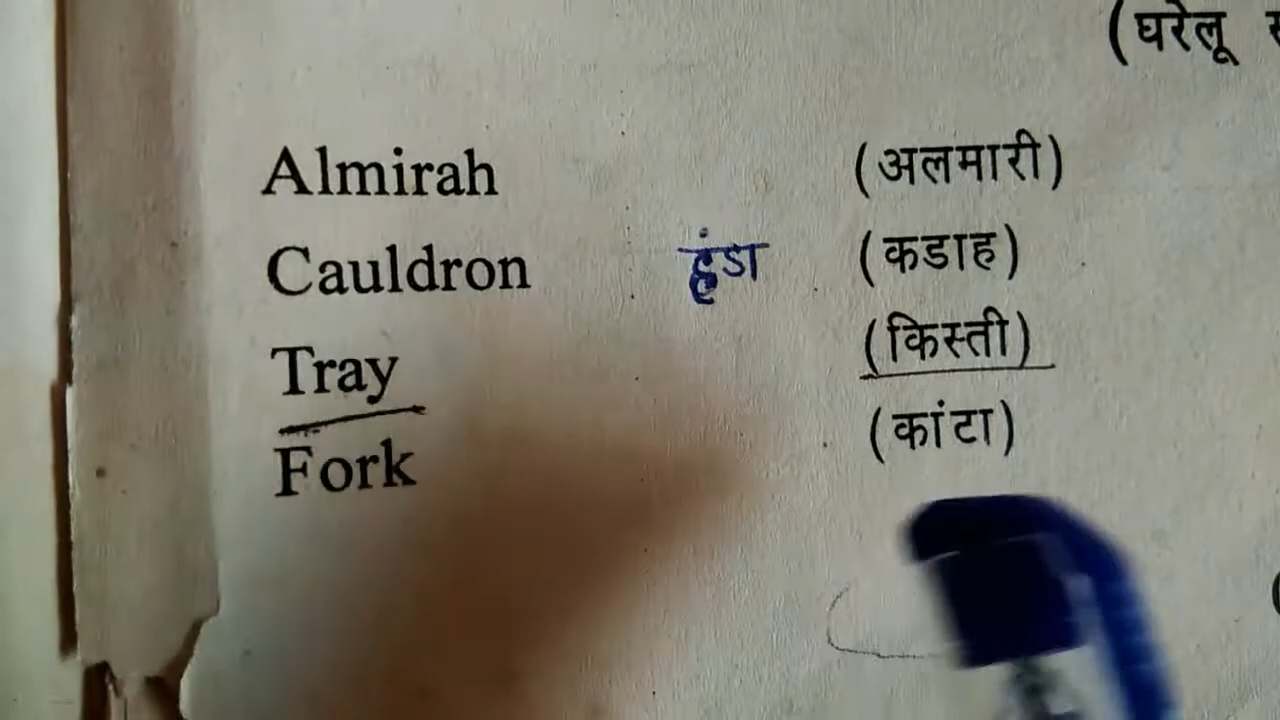 (घरेलू
Almirah (अलमारी)
Cauldron हंडा (कडाह)
Tray (किस्ती)
Fork (कांटा)